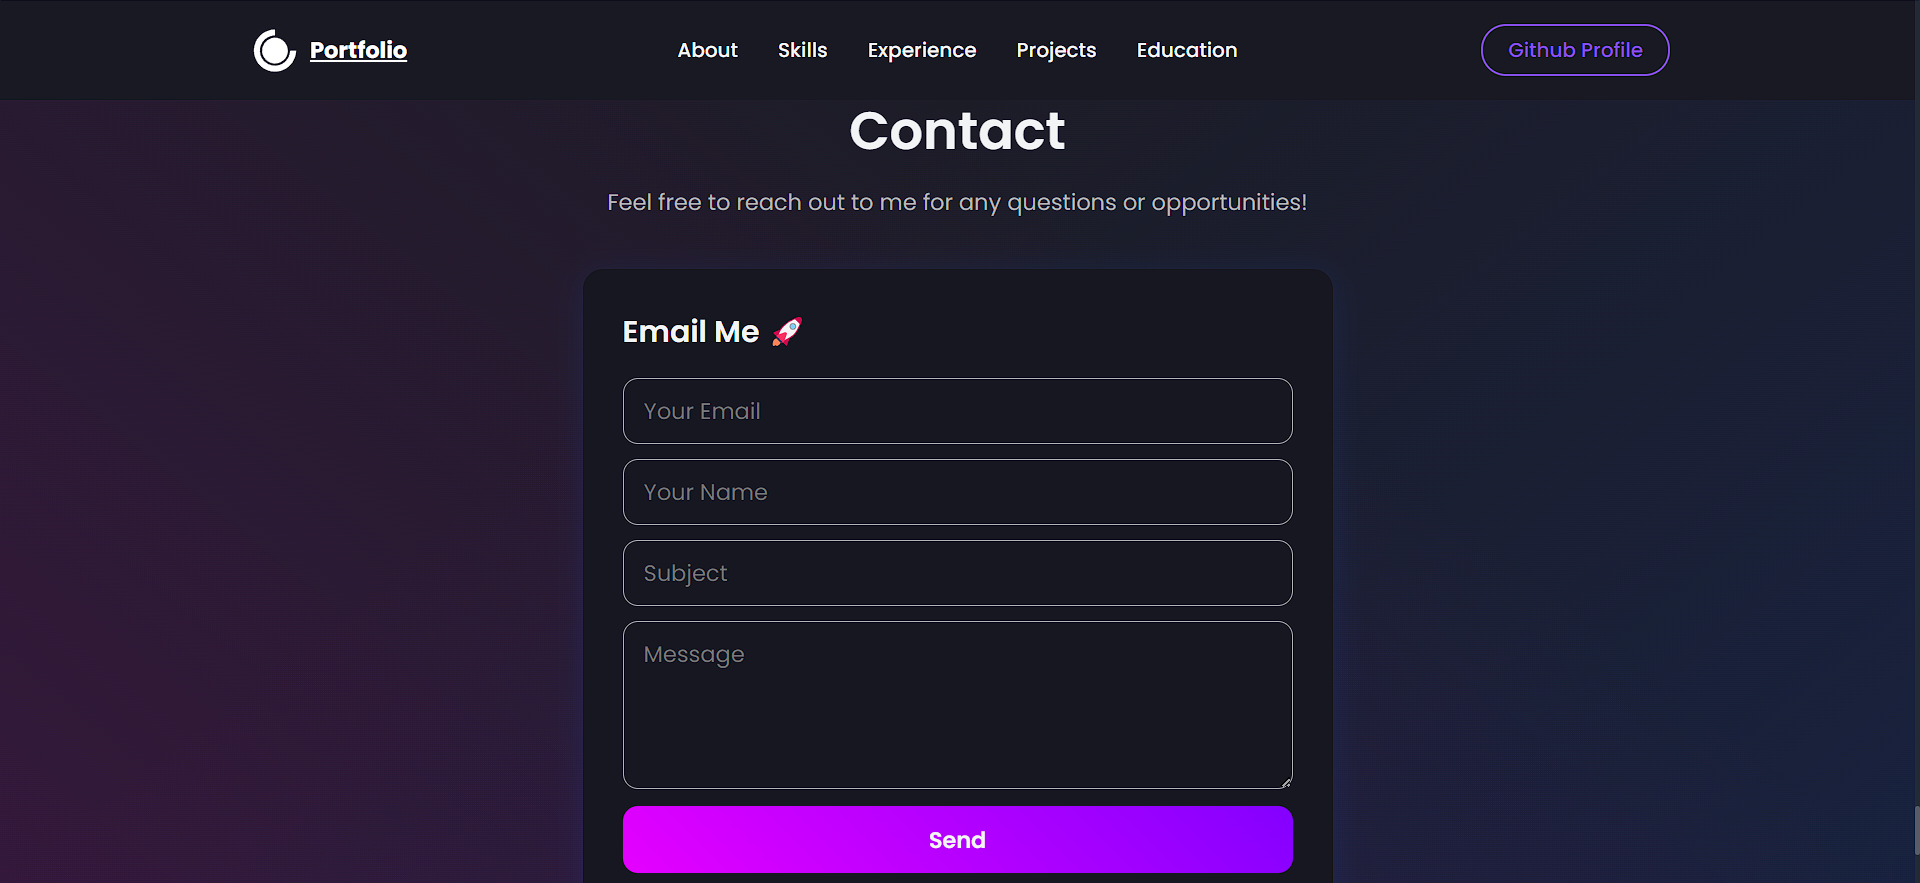 Portfolio
About Skills Experience Projects Education
Github Profile
Contact
Feel free to reach out to me for any questions or opportunities!
Email Me 🚀
Your Email
Your Name
Subject
Message
Send